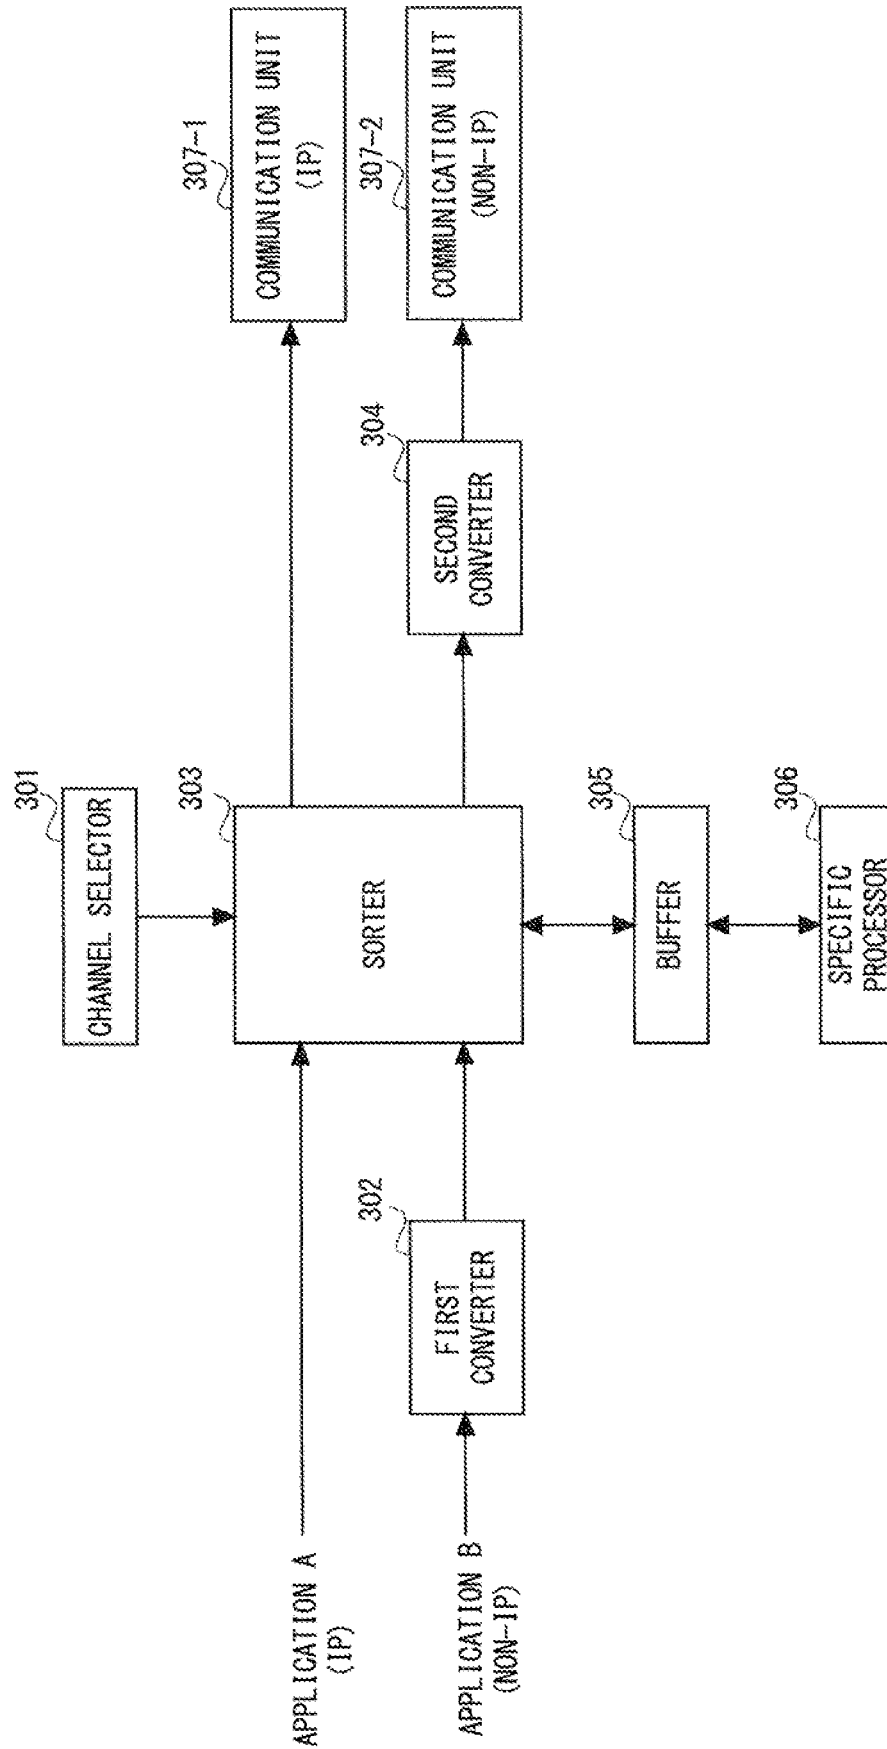 301
CHANNEL SELECTOR
APPLICATION A
(IP)
303
SORTER
307-1
COMMUNICATION UNIT
(IP)
APPLICATION B
(NON-IP)
302
FIRST
CONVERTER
304
SECOND
CONVERTER
307-2
COMMUNICATION UNIT
(NON-IP)
305
BUFFER
306
SPECIFIC
PROCESSOR